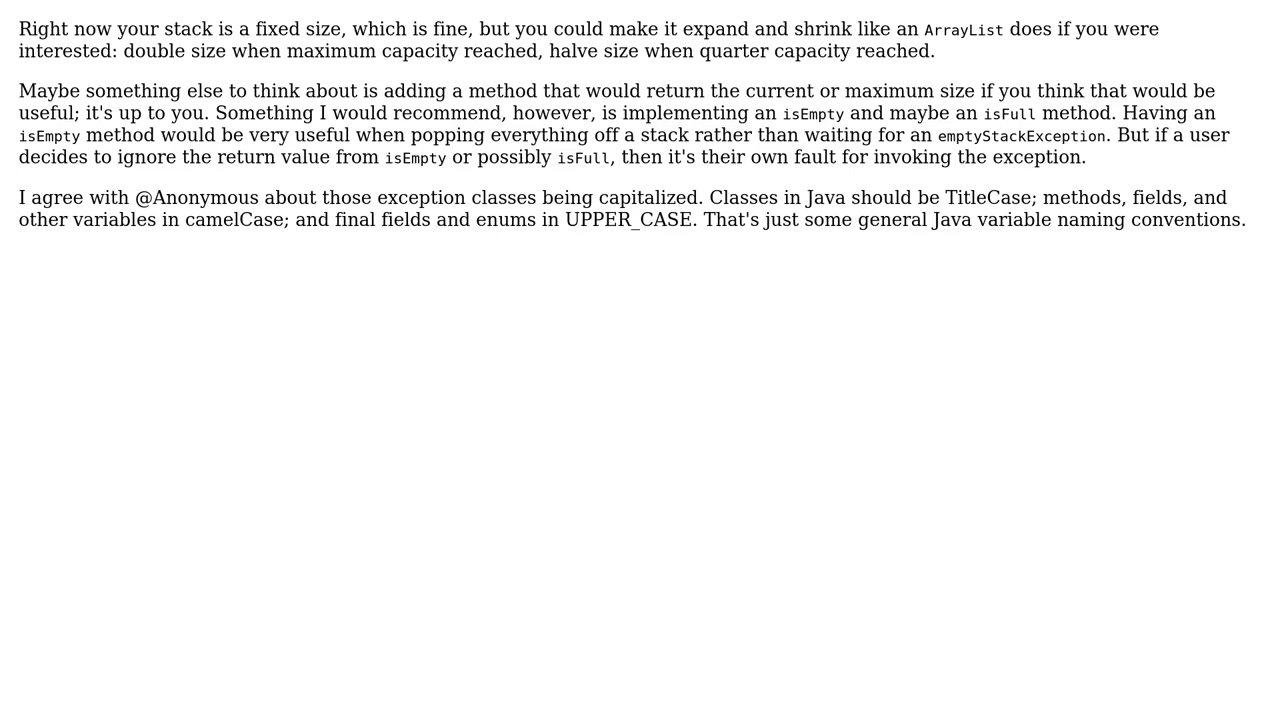 Right now your stack is a fixed size, which is fine, but you could make it expand and shrink like an ArrayList does if you were
interested: double size when maximum capacity reached, halve size when quarter capacity reached.
Maybe something else to think about is adding a method that would return the current or maximum size if you think that would be
useful; it's up to you. Something I would recommend, however, is implementing an isEmpty and maybe an isFull method. Having an
isEmpty method would be very useful when popping everything off a stack rather than waiting for an emptyStackException. But if a user
decides to ignore the return value from isEmpty or possibly isFull, then it's their own fault for invoking the exception.
I agree with @Anonymous about those exception classes being capitalized. Classes in Java should be TitleCase; methods, fields, and
other variables in camelCase; and final fields and enums in UPPER_CASE. That's just some general Java variable naming conventions.